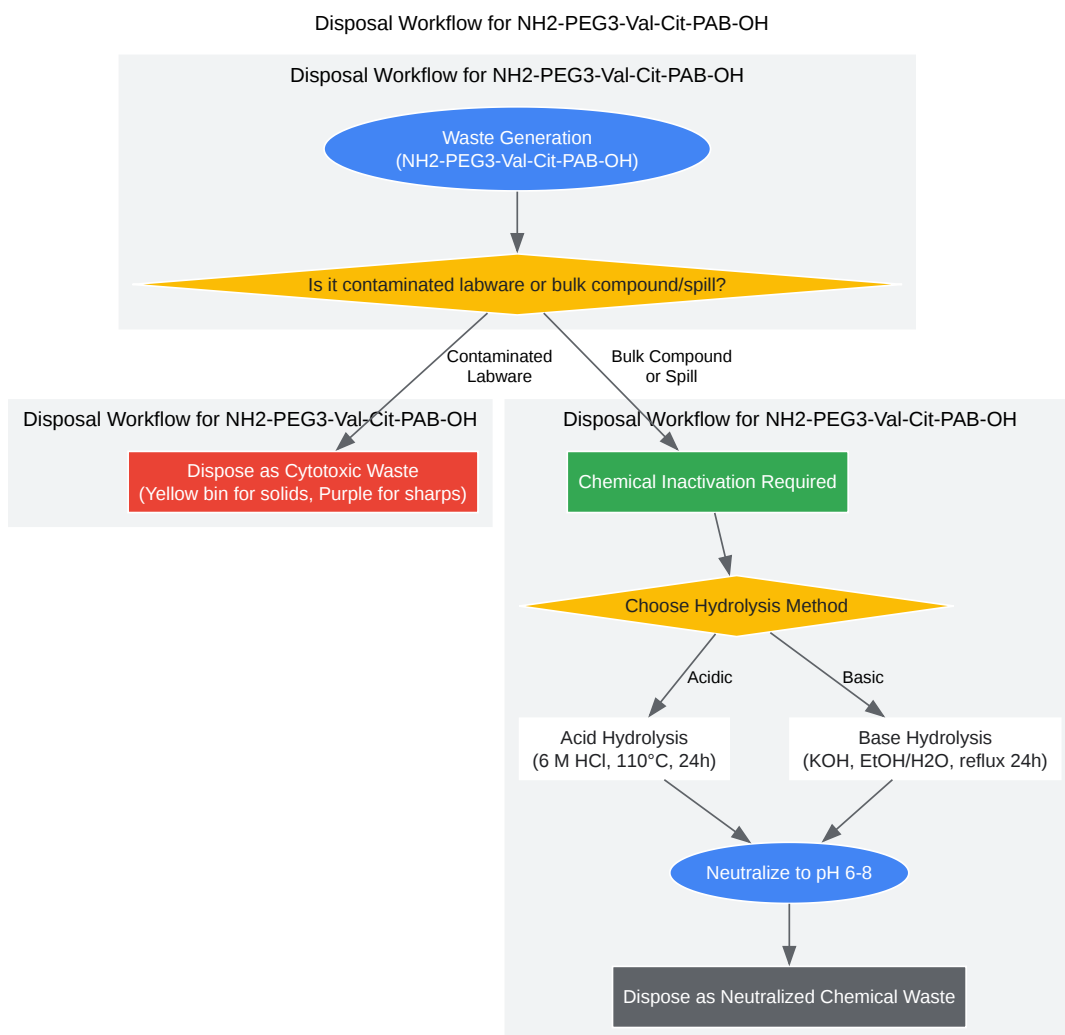 Disposal Workflow for NH2-PEG3-Val-Cit-PAB-OH
Disposal Workflow for NH2-PEG3-Val-Cit-PAB-OH
Waste Generation
(NH2-PEG3-Val-Cit-PAB-OH)
Is it contaminated labware or bulk compound/spill?
Contaminated
Labware
Bulk Compound
or Spill
Disposal Workflow for NH2-PEG3-Val-Cit-PAB-OH
Dispose as Cytotoxic Waste
(Yellow bin for solids, Purple for sharps)
Disposal Workflow for NH2-PEG3-Val-Cit-PAB-OH
Chemical Inactivation Required
Choose Hydrolysis Method
Acidic
Basic
Acid Hydrolysis
(6 M HCl, 110°C, 24h)
Base Hydrolysis
(KOH, EtOH/H2O, reflux 24h)
Neutralize to pH 6-8
Dispose as Neutralized Chemical Waste